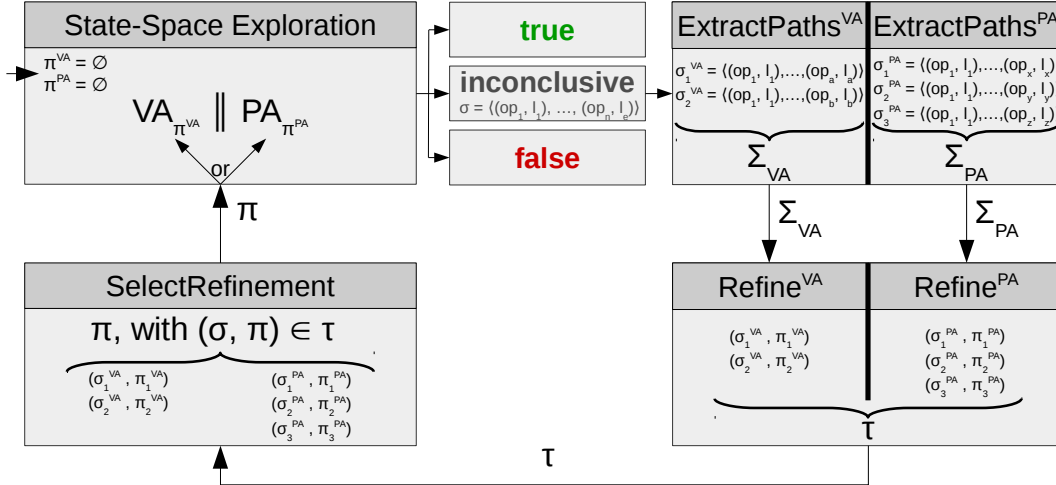 State-Space Exploration
π^VA = ∅
π^PA = ∅
VA_π^VA ∥ PA_π^PA
or
true
inconclusive
σ = ⟨(op_1, l_1), …, (op_n, l_e)⟩
false
ExtractPaths^VA
σ_1^VA = ⟨(op_1, l_1),…,(op_a, l_a)⟩
σ_2^VA = ⟨(op_1, l_1),…,(op_b, l_b)⟩
Σ_VA
ExtractPaths^PA
σ_1^PA = ⟨(op_1, l_1),…,(op_x, l_x)⟩
σ_2^PA = ⟨(op_1, l_1),…,(op_y, l_y)⟩
σ_3^PA = ⟨(op_1, l_1),…,(op_z, l_z)⟩
Σ_PA
π
Σ_VA
Σ_PA
SelectRefinement
π, with (σ, π) ∈ τ
(σ_1^VA , π_1^VA)
(σ_2^VA , π_2^VA)
(σ_1^PA , π_1^PA)
(σ_2^PA , π_2^PA)
(σ_3^PA , π_3^PA)
Refine^VA
(σ_1^VA , π_1^VA)
(σ_2^VA , π_2^VA)
Refine^PA
(σ_1^PA , π_1^PA)
(σ_2^PA , π_2^PA)
(σ_3^PA , π_3^PA)
τ
τ